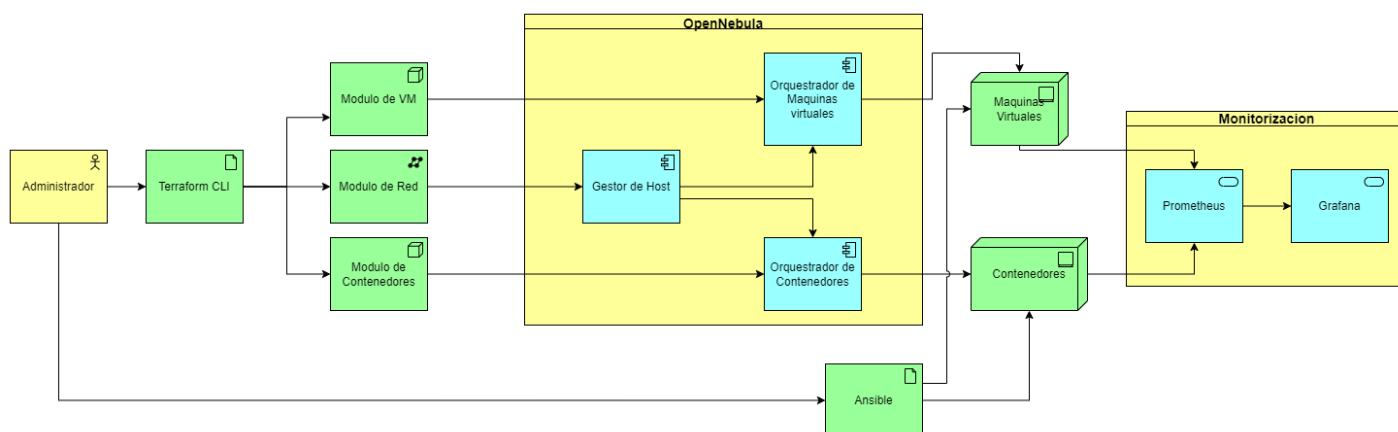 OpenNebula
Modulo de VM
Orquestrador de
Maquinas
virtuales
Maquinas
Virtuales
Monitorizacion
Administrador
Terraform CLI
Modulo de Red
Gestor de Host
Prometheus
Grafana
Modulo de
Contenedores
Orquestrador de
Contenedores
Contenedores
Ansible